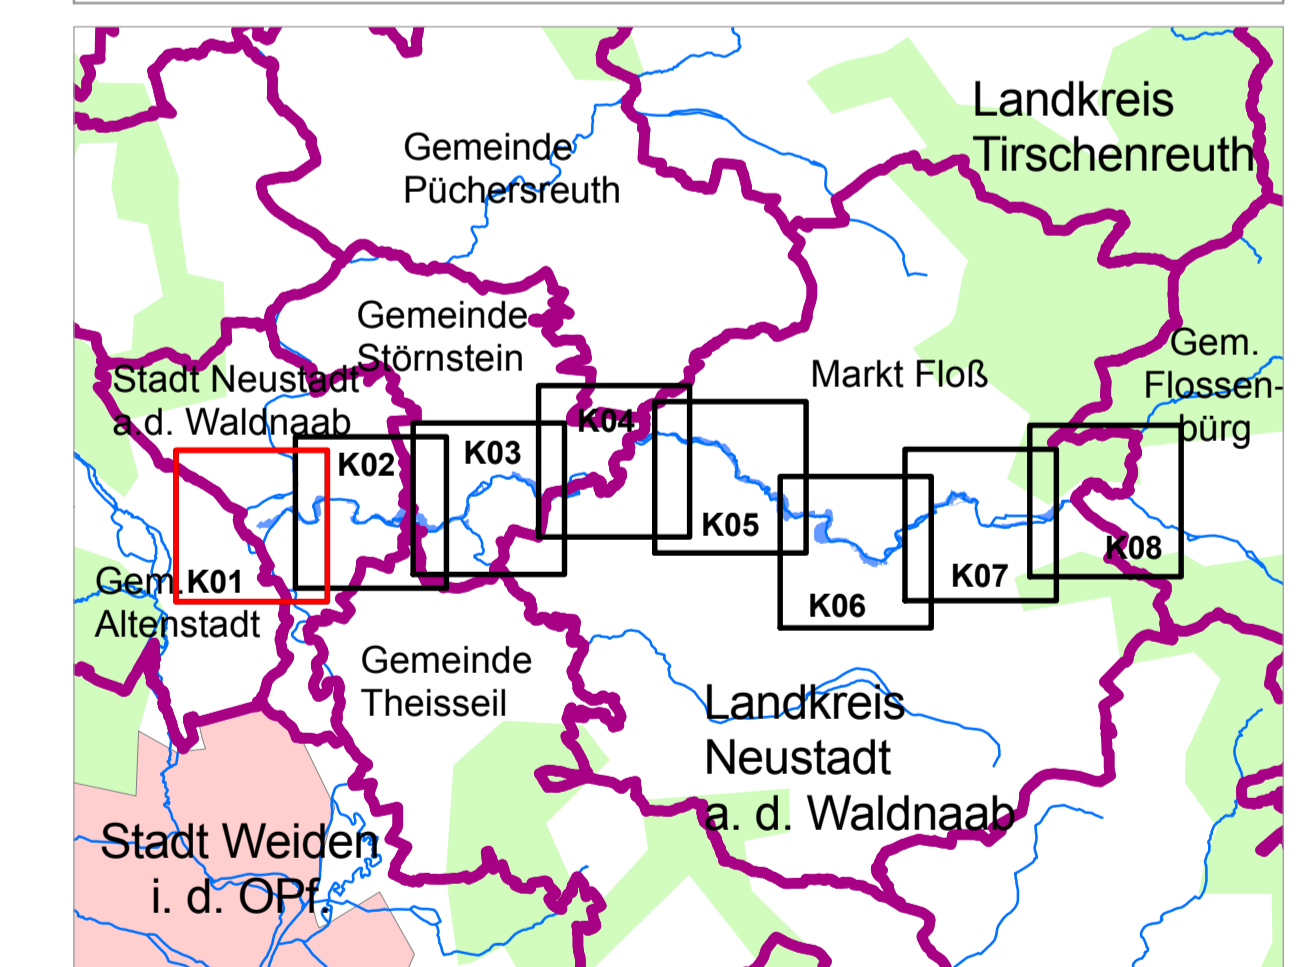 Landkreis
Tirschenreuth
Gemeinde
Püchersreuth
Gemeinde
Störnstein
Gem.
Flossen-
bürg
Markt Floß
Stadt Neustadt
a.d. Waldnaab
K04
K03
K02
K05
K08
K07
K01
K06
Gem.
Altenstadt
Gemeinde
Theisseil
Landkreis
Neustadt
a. d. Waldnaab
Stadt Weiden
i. d. OPf.